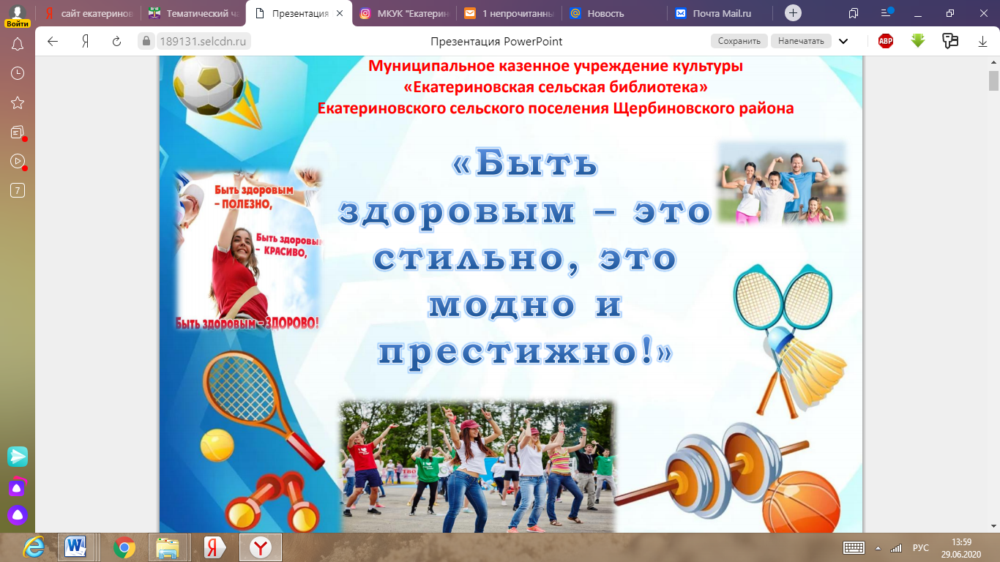 сайт екатеринов
Тематический ча
Презентация
МКУК "Екатерин
1 непрочитанны
Новость
Почта Mail.ru
Войти
189131.selcdn.ru
Презентация PowerPoint
Сохранить
Напечатать
ABP
7
Муниципальное казенное учреждение культуры
«Екатериновская сельская библиотека»
Екатериновского сельского поселения Щербиновского района
«Быть
здоровым – это
стильно, это
модно и
престижно!»
Быть здоровым
– ПОЛЕЗНО,
Быть здоровым
– КРАСИВО,
Быть здоровым – ЗДОРОВО!
РУС
13:59
29.06.2020